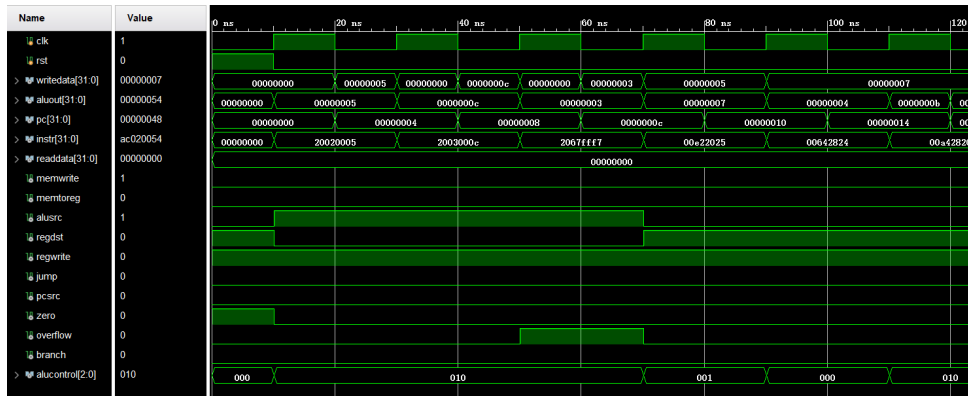 Name Value 0 ns 20 ns 40 ns 60 ns 80 ns 100 ns 120
clk 1
rst 0
writedata[31:0] 00000007 00000000 00000005 00000000 0000000c 00000000 00000003 00000005 00000007
aluout[31:0] 00000054 00000000 00000005 0000000c 00000003 00000007 00000004 0000000b 00
pc[31:0] 00000048 00000000 00000004 00000008 0000000c 00000010 00000014 00
instr[31:0] ac020054 00000000 20020005 2003000c 2067fff7 00e22025 00642824 00a42820
readdata[31:0] 00000000 00000000
memwrite 1
memtoreg 0
alusrc 1
regdst 0
regwrite 0
jump 0
pcsrc 0
zero 0
overflow 0
branch 0
alucontrol[2:0] 010 000 010 001 000 010